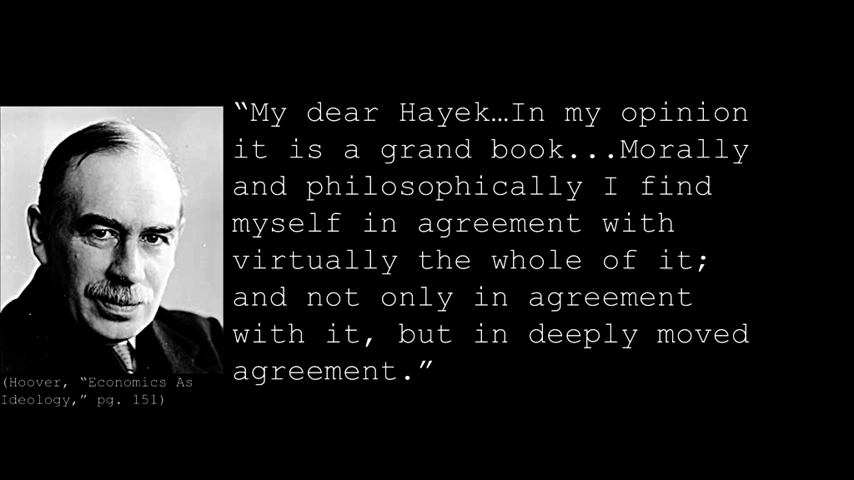 “My dear Hayek…In my opinion
it is a grand book...Morally
and philosophically I find
myself in agreement with
virtually the whole of it;
and not only in agreement
with it, but in deeply moved
agreement.”
(Hoover, “Economics As
Ideology,” pg. 151)